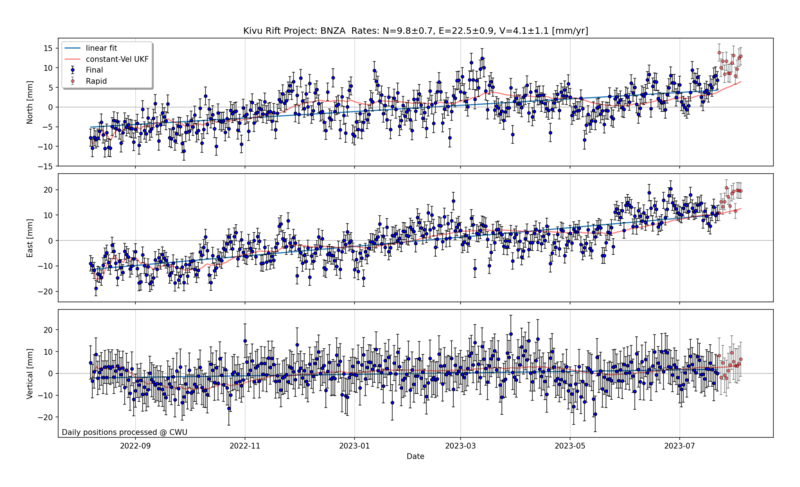 Kivu Rift Project: BNZA Rates: N=9.8±0.7, E=22.5±0.9, V=4.1±1.1 [mm/yr]
linear fit
constant-Vel UKF
Final
Rapid
North [mm]
15
10
5
0
−5
−10
−15
East [mm]
20
10
0
−10
−20
Vertical [mm]
20
10
0
−10
−20
Daily positions processed @ CWU
2022-09
2022-11
2023-01
2023-03
2023-05
2023-07
Date